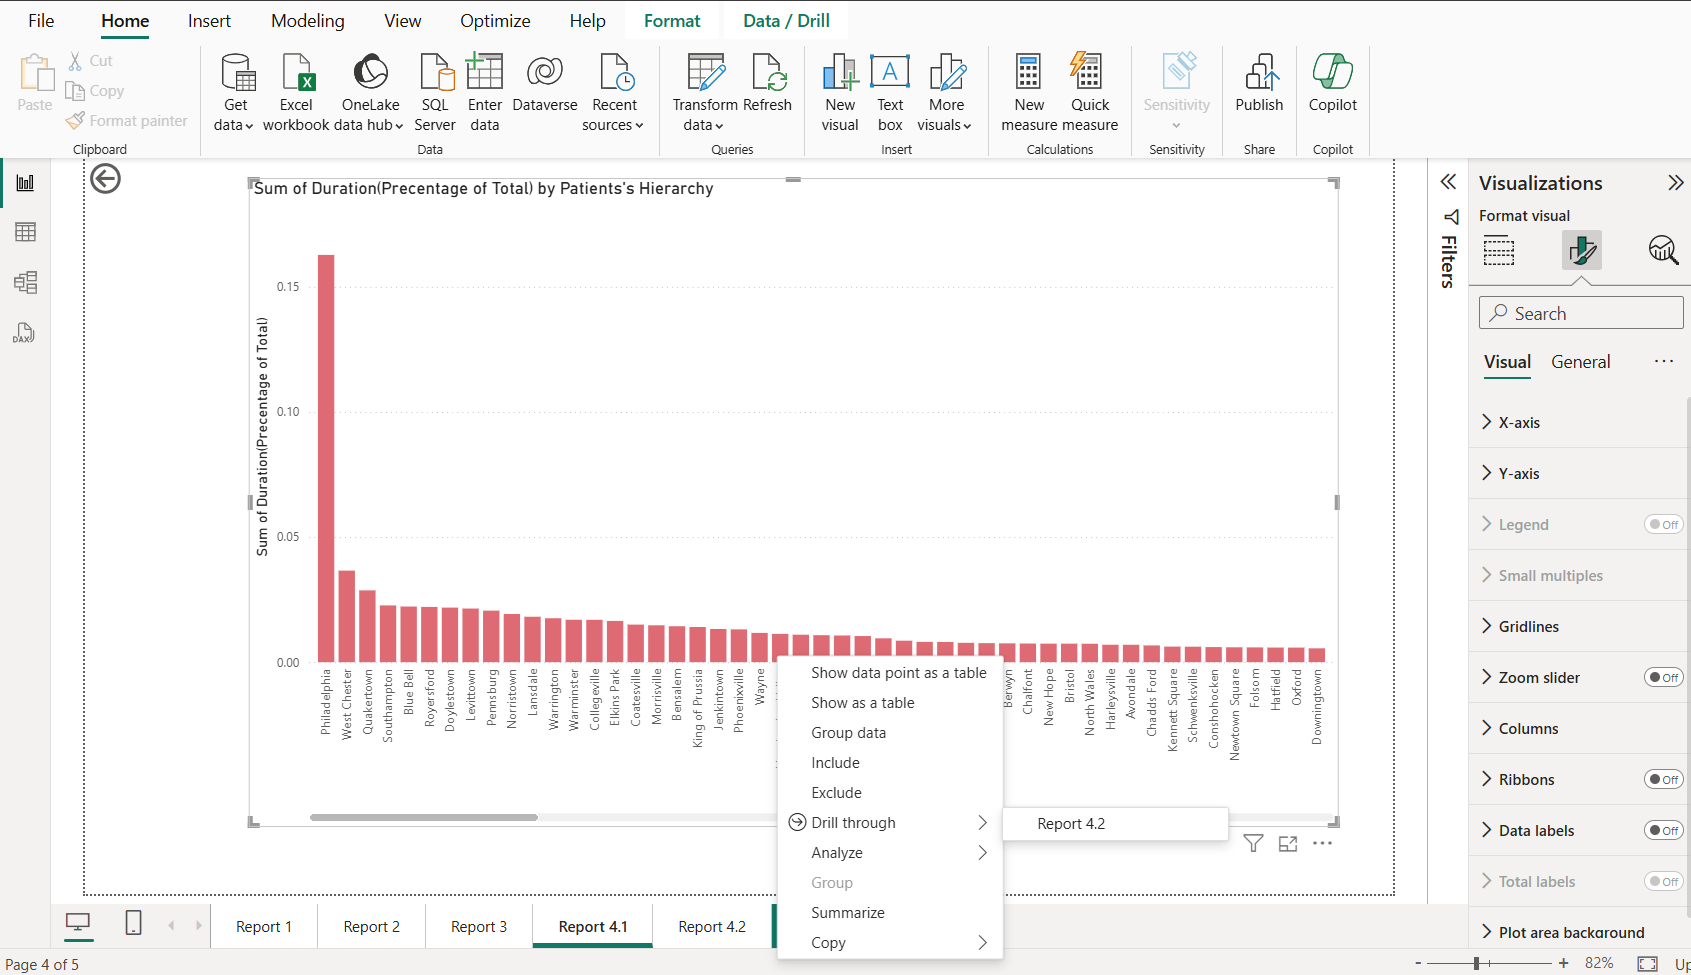 File Home Insert Modeling View Optimize Help Format Data / Drill
Paste
Cut
Copy
Format painter
Clipboard
Get data
Excel workbook
OneLake data hub
SQL Server
Enter data
Dataverse
Recent sources
Data
Transform data
Refresh
Queries
New visual
Text box
More visuals
Insert
New measure
Quick measure
Calculations
Sensitivity
Sensitivity
Publish
Share
Copilot
Copilot
DAX
Sum of Duration(Precentage of Total) by Patients's Hierarchy
Sum of Duration(Precentage of Total)
0.15
0.10
0.05
0.00
Philadelphia
West Chester
Quakertown
Southampton
Blue Bell
Royersford
Doylestown
Levittown
Pennsburg
Norristown
Lansdale
Warrington
Warminster
Collegeville
Elkins Park
Coatesville
Morrisville
Bensalem
King of Prussia
Jenkintown
Phoenixville
Wayne
Berwyn
Chalfont
New Hope
Bristol
North Wales
Harleysville
Avondale
Chadds Ford
Kennett Square
Schwenksville
Conshohocken
Newtown Square
Folsom
Hatfield
Oxford
Downingtown
Show data point as a table
Show as a table
Group data
Include
Exclude
Drill through
Report 4.2
Analyze
Group
Summarize
Copy
Filters
Visualizations
Format visual
Search
Visual General
X-axis
Y-axis
Legend Off
Small multiples
Gridlines
Zoom slider Off
Columns
Ribbons Off
Data labels Off
Total labels Off
Plot area background
Report 1 Report 2 Report 3 Report 4.1 Report 4.2
Page 4 of 5
- + 82%